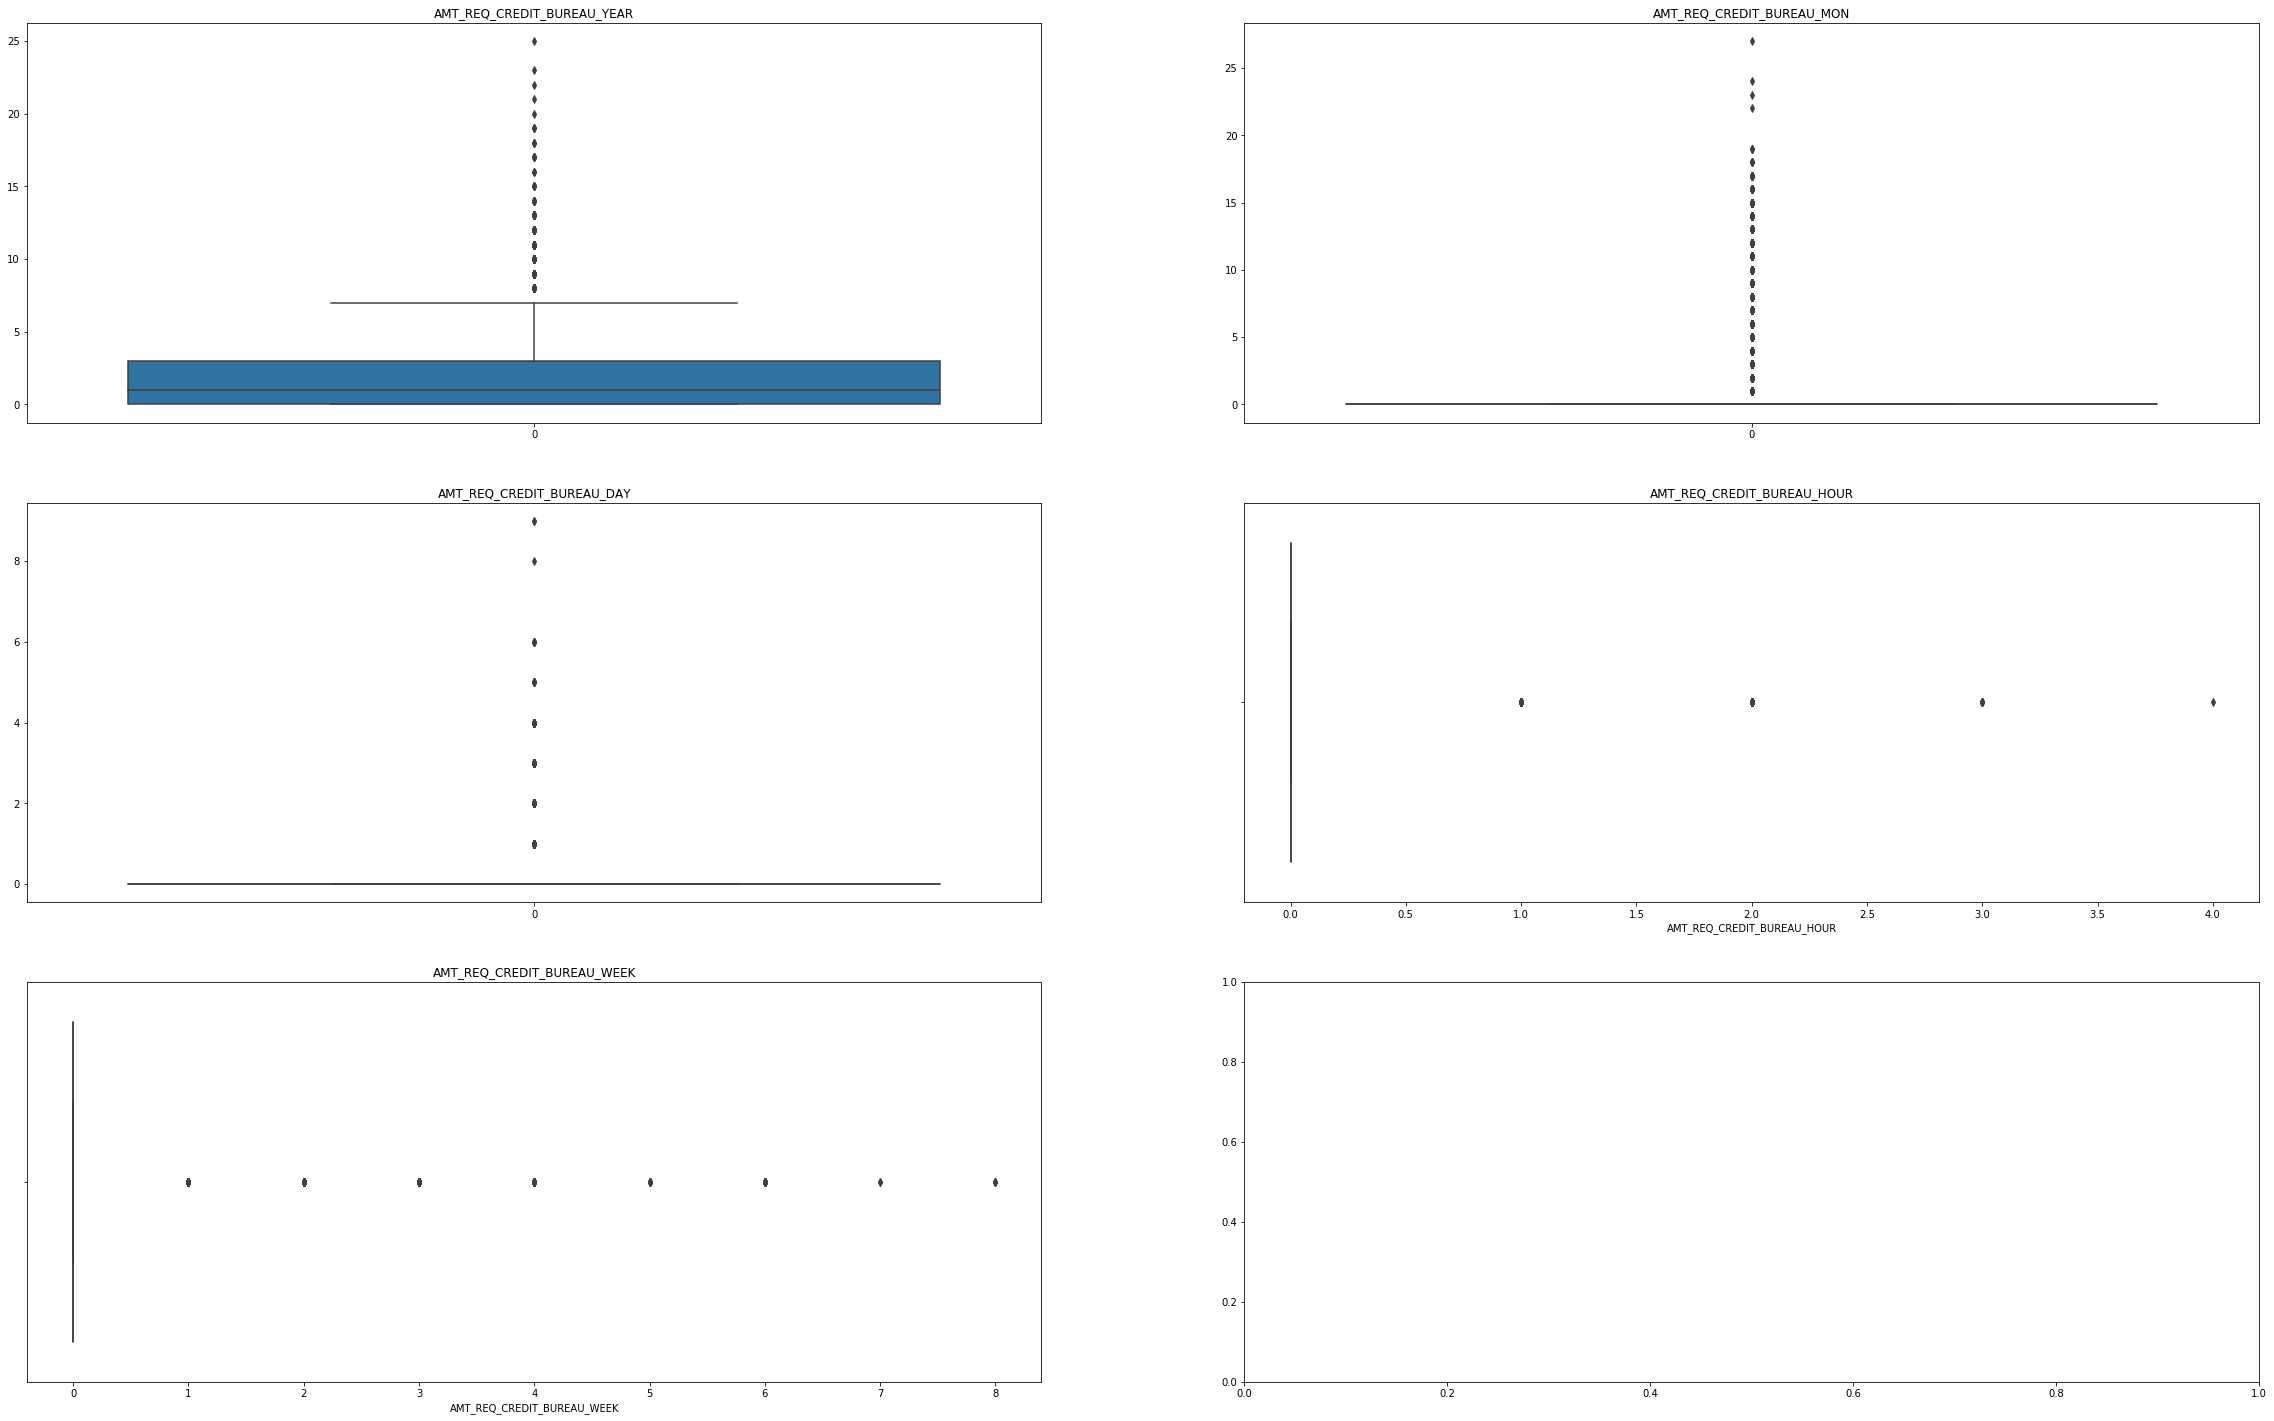 AMT_REQ_CREDIT_BUREAU_YEAR
25
20
15
10
5
0
0
AMT_REQ_CREDIT_BUREAU_MON
25
20
15
10
5
0
0
AMT_REQ_CREDIT_BUREAU_DAY
8
6
4
2
0
0
AMT_REQ_CREDIT_BUREAU_HOUR
0.0 0.5 1.0 1.5 2.0 2.5 3.0 3.5 4.0
AMT_REQ_CREDIT_BUREAU_HOUR
AMT_REQ_CREDIT_BUREAU_WEEK
0 1 2 3 4 5 6 7 8
AMT_REQ_CREDIT_BUREAU_WEEK
1.0
0.8
0.6
0.4
0.2
0.0
0.0 0.2 0.4 0.6 0.8 1.0